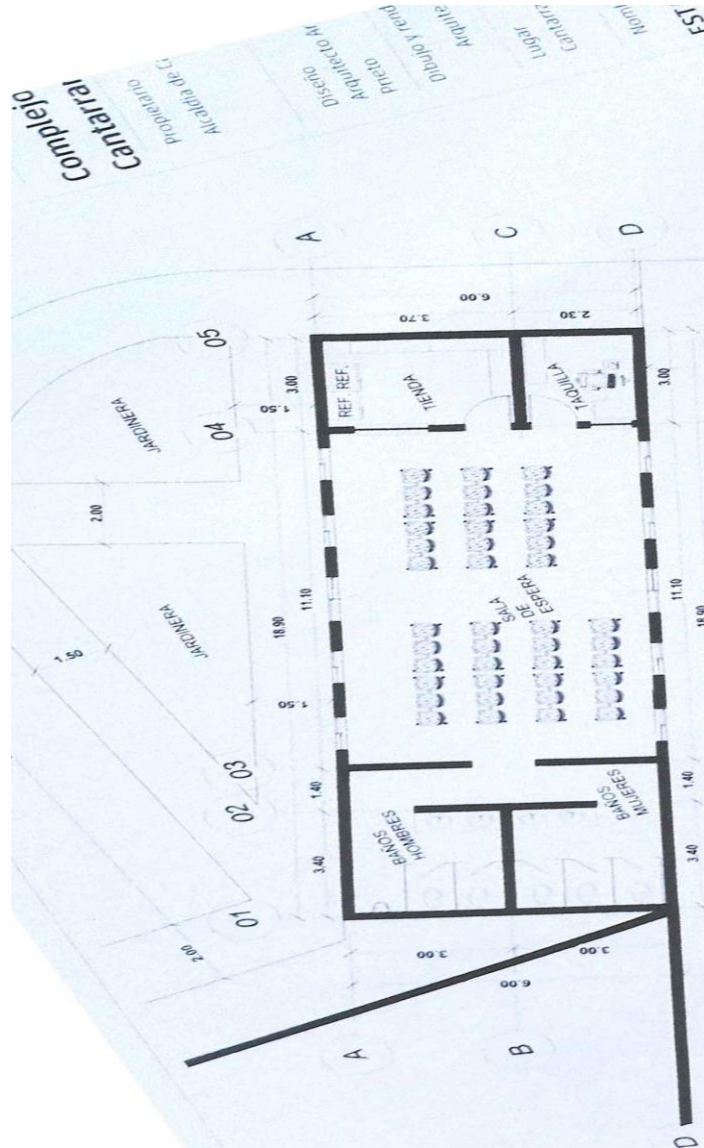 Complejo
Cantarral
Propietario
Diseño
Prieto
Dibujo y rend
Lugar
Cantarra
A
C
D
6.00
3.70
2.30
05
04
3.00
1.50
3.00
JARDINERA
REF. REF.
TIENDA
TAQUILLA
2.00
JARDINERA
1.50
11.10
18.90
1.50
SALA
DE
ESPERA
11.10
18.90
03
02
01
1.40
3.40
BAÑOS
HOMBRES
BAÑOS
MUJERES
1.40
3.40
2.00
3.00
3.00
6.00
A
B
D